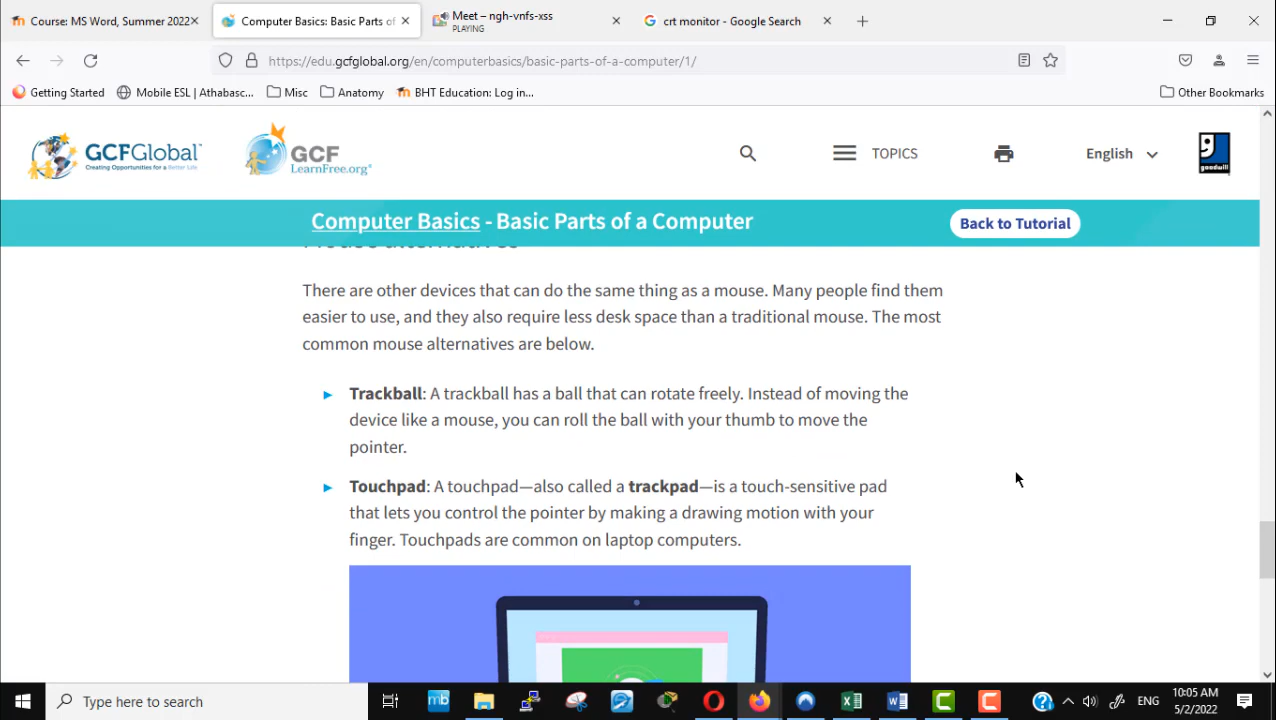 Course: MS Word, Summer 2022
Computer Basics: Basic Parts of
Meet – ngh-vnfs-xss
PLAYING
crt monitor - Google Search
https://edu.gcfglobal.org/en/computerbasics/basic-parts-of-a-computer/1/
Getting Started
Mobile ESL | Athabasc...
Misc
Anatomy
BHT Education: Log in...
Other Bookmarks
GCFGlobal™
Creating Opportunities for a Better Life.
GCF
LearnFree.org®
TOPICS
English
goodwill
Computer Basics - Basic Parts of a Computer
Back to Tutorial
Mouse alternatives
There are other devices that can do the same thing as a mouse. Many people find them
easier to use, and they also require less desk space than a traditional mouse. The most
common mouse alternatives are below.
Trackball: A trackball has a ball that can rotate freely. Instead of moving the
device like a mouse, you can roll the ball with your thumb to move the
pointer.
Touchpad: A touchpad—also called a trackpad—is a touch-sensitive pad
that lets you control the pointer by making a drawing motion with your
finger. Touchpads are common on laptop computers.
Type here to search
mb
ENG
10:05 AM
5/2/2022